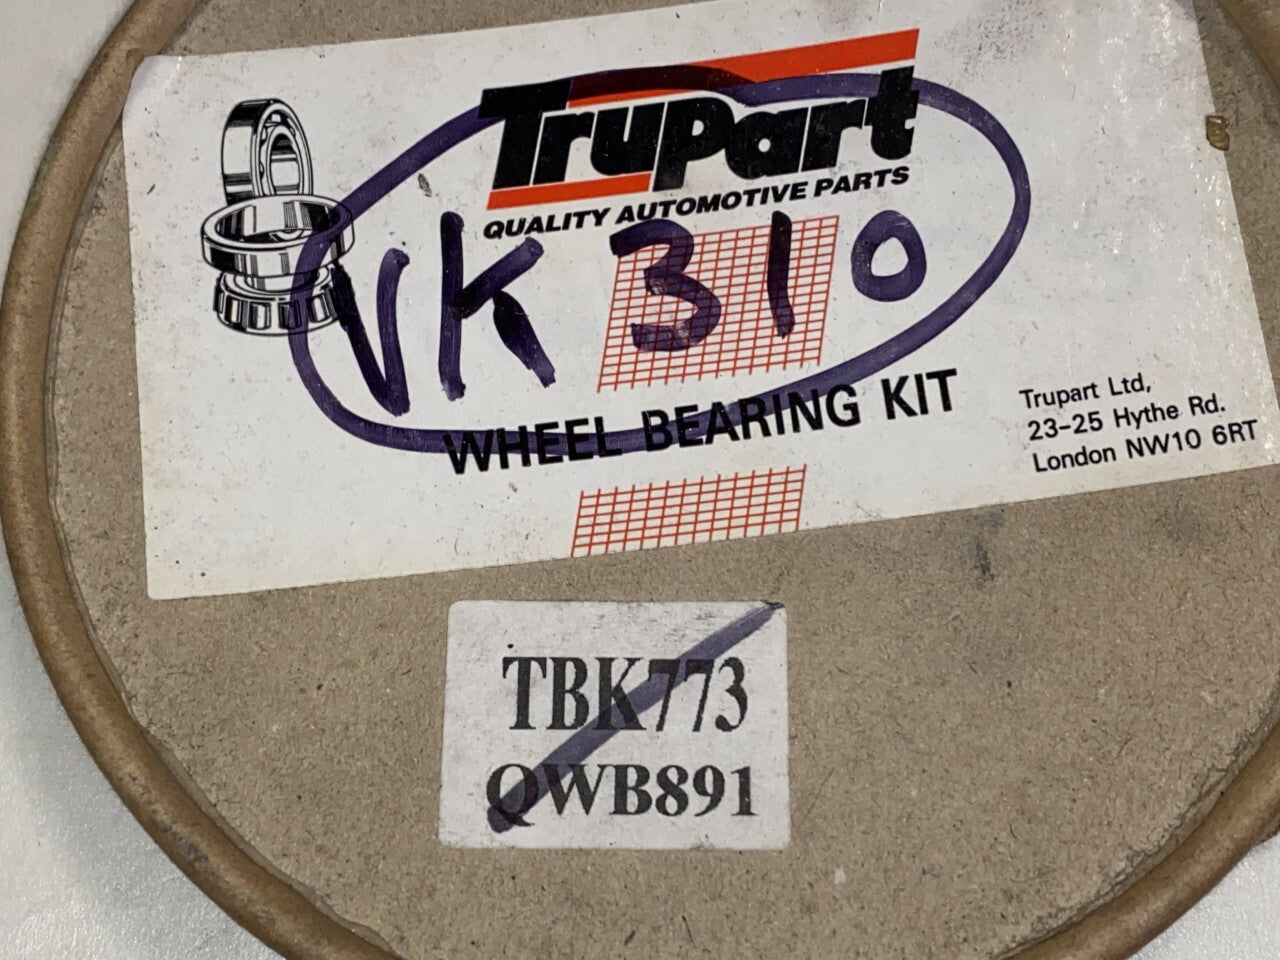 Trupart
QUALITY AUTOMOTIVE PARTS
VK 310
WHEEL BEARING KIT
Trupart Ltd,
23-25 Hythe Rd.
London NW10 6RT
TBK773
QWB891